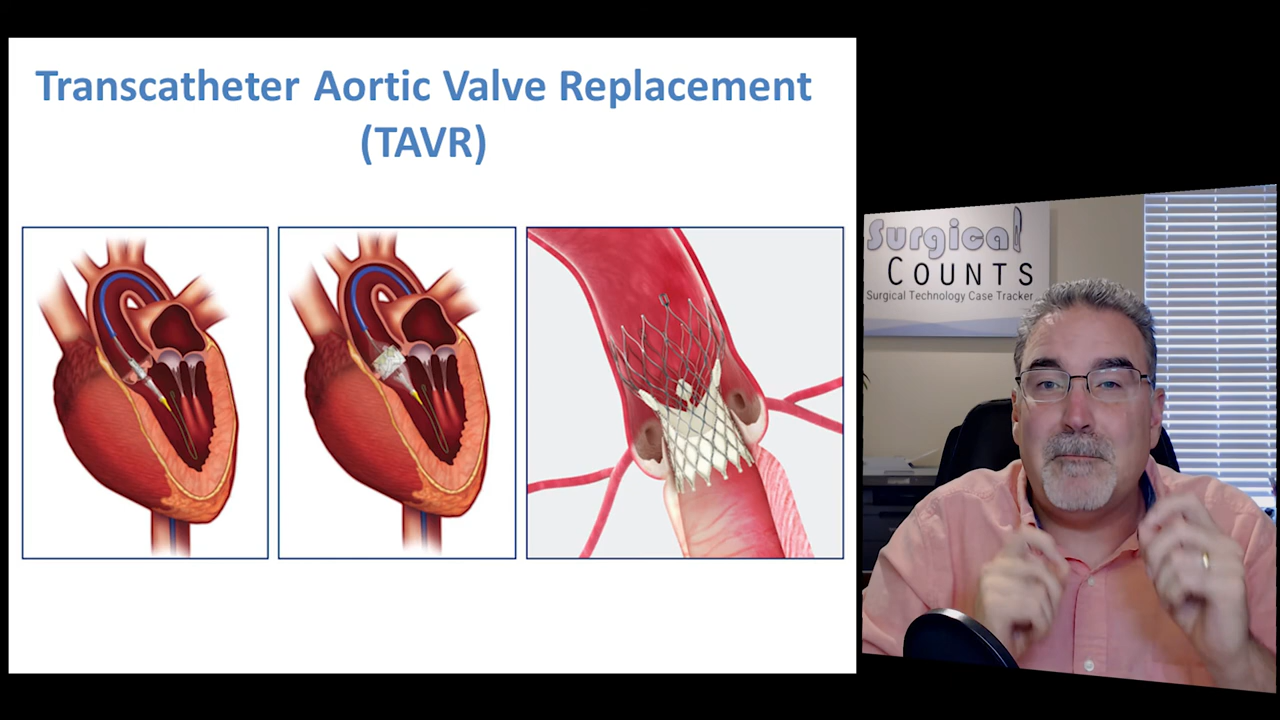 Transcatheter Aortic Valve Replacement
(TAVR)
Surgical
COUNTS
Surgical Technology Case Tracker